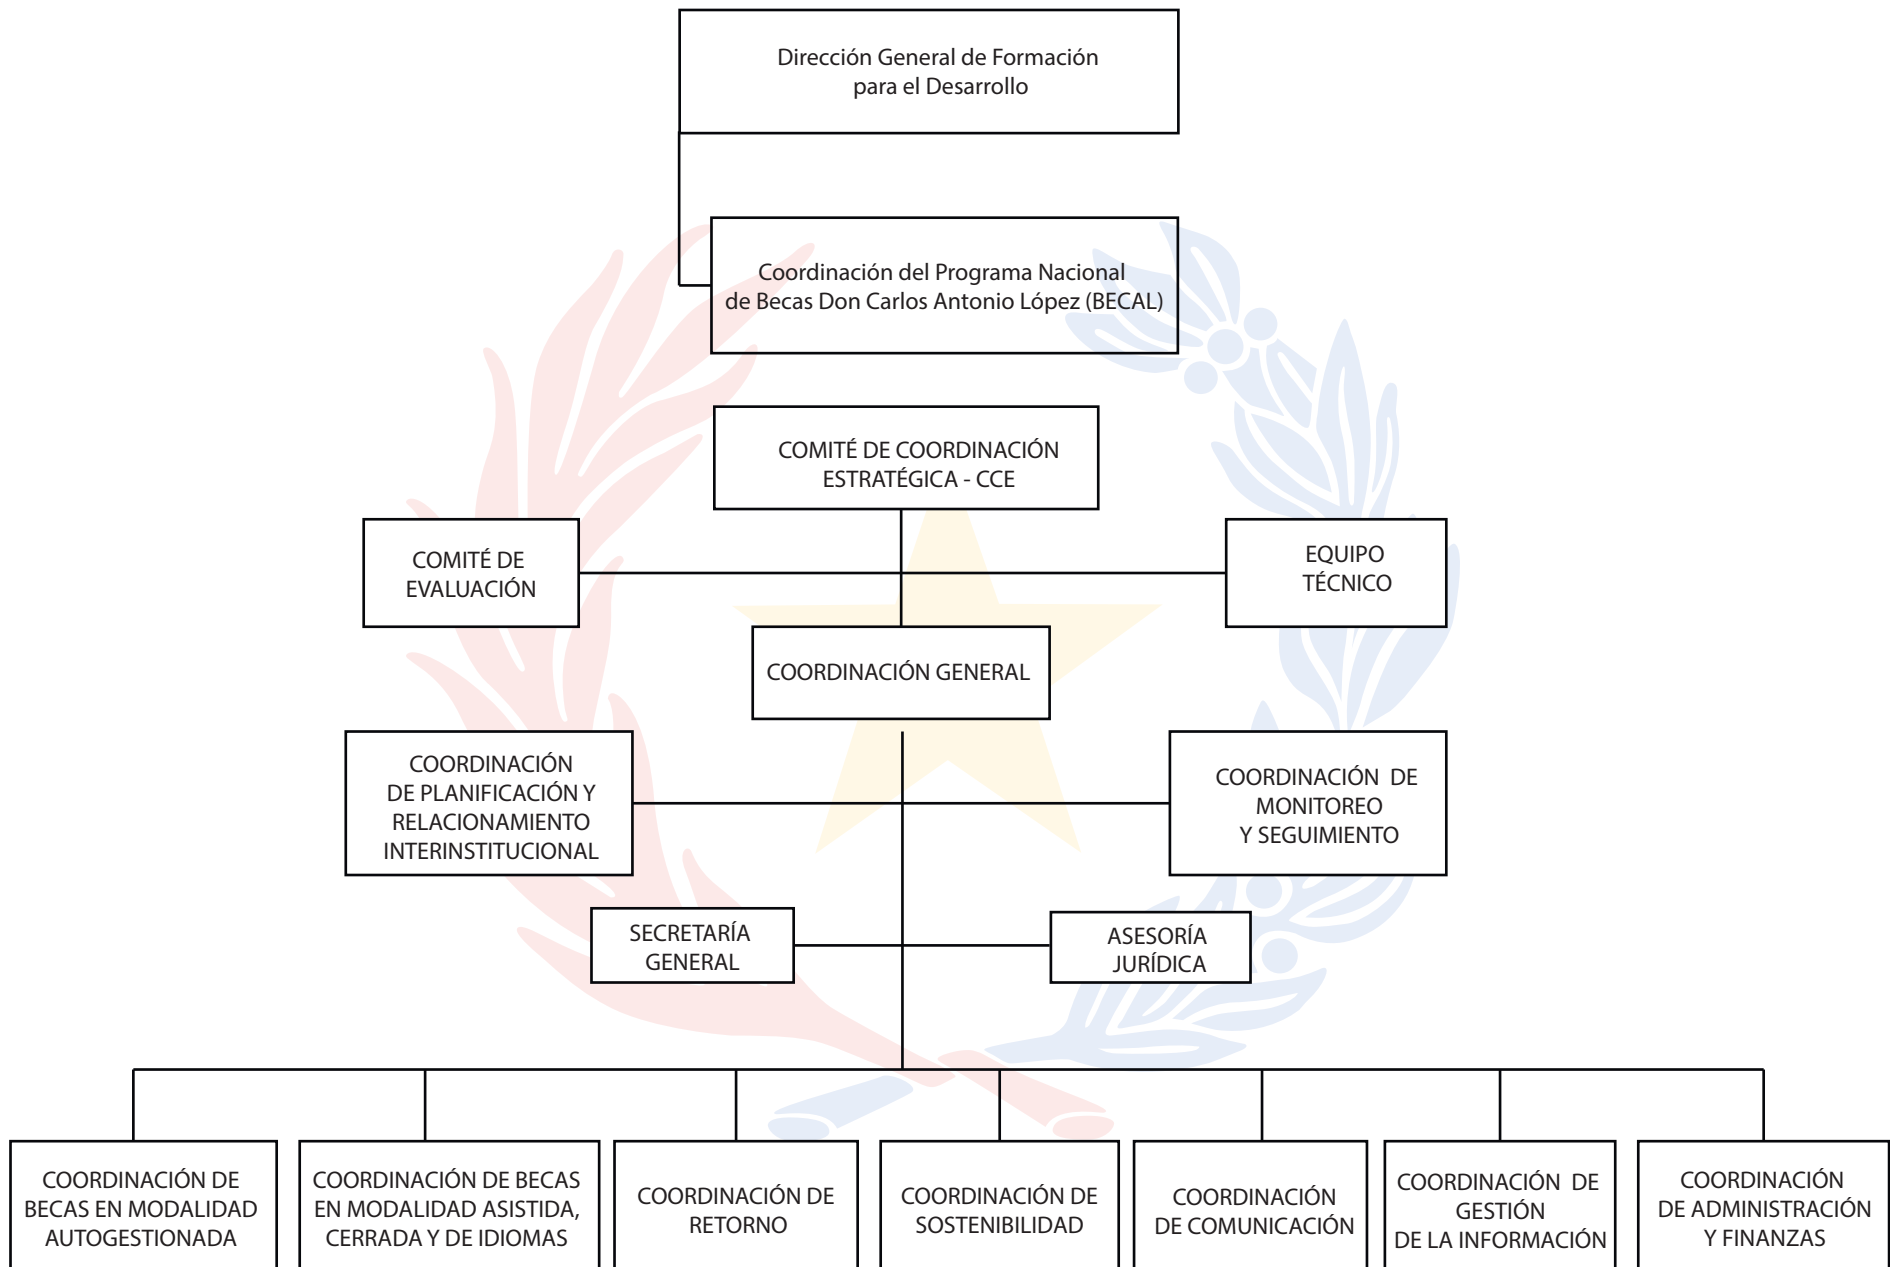 Dirección General de Formación
para el Desarrollo
Coordinación del Programa Nacional
de Becas Don Carlos Antonio López (BECAL)
COMITÉ DE COORDINACIÓN
ESTRATÉGICA - CCE
COMITÉ DE
EVALUACIÓN
EQUIPO
TÉCNICO
COORDINACIÓN GENERAL
COORDINACIÓN
DE PLANIFICACIÓN Y
RELACIONAMIENTO
INTERINSTITUCIONAL
COORDINACIÓN DE
MONITOREO
Y SEGUIMIENTO
SECRETARÍA
GENERAL
ASESORÍA
JURÍDICA
COORDINACIÓN DE
BECAS EN MODALIDAD
AUTOGESTIONADA
COORDINACIÓN DE BECAS
EN MODALIDAD ASISTIDA,
CERRADA Y DE IDIOMAS
COORDINACIÓN DE
RETORNO
COORDINACIÓN DE
SOSTENIBILIDAD
COORDINACIÓN
DE COMUNICACIÓN
COORDINACIÓN DE
GESTIÓN
DE LA INFORMACIÓN
COORDINACIÓN
DE ADMINISTRACIÓN
Y FINANZAS